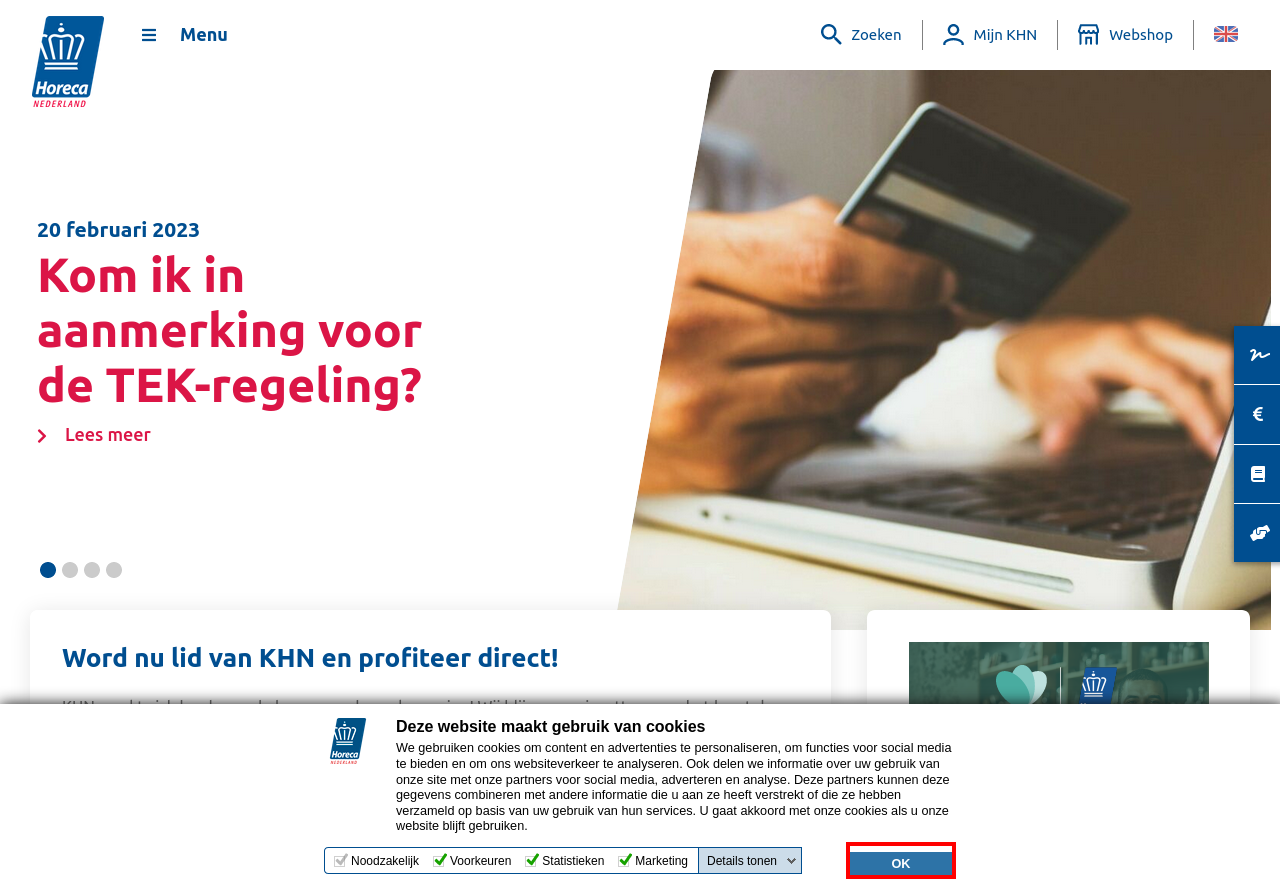 Horeca
NEDERLAND
Menu
Zoeken
Mijn KHN
Webshop
20 februari 2023
Kom ik in
aanmerking voor
de TEK-regeling?
Lees meer
€
Word nu lid van KHN en profiteer direct!
Horeca
NEDERLAND
Deze website maakt gebruik van cookies
We gebruiken cookies om content en advertenties te personaliseren, om functies voor social media
te bieden en om ons websiteverkeer te analyseren. Ook delen we informatie over uw gebruik van
onze site met onze partners voor social media, adverteren en analyse. Deze partners kunnen deze
gegevens combineren met andere informatie die u aan ze heeft verstrekt of die ze hebben
verzameld op basis van uw gebruik van hun services. U gaat akkoord met onze cookies als u onze
website blijft gebruiken.
Noodzakelijk
Voorkeuren
Statistieken
Marketing
Details tonen
OK